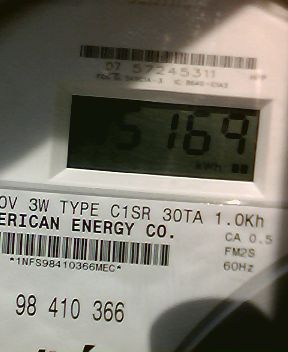 07 57245311
5169
kWh
0V 3W TYPE C1SR 30TA 1.0Kh
ERICAN ENERGY CO.
CA 0.5
*1NFS98410366MEC*
FM2S
60Hz
98 410 366